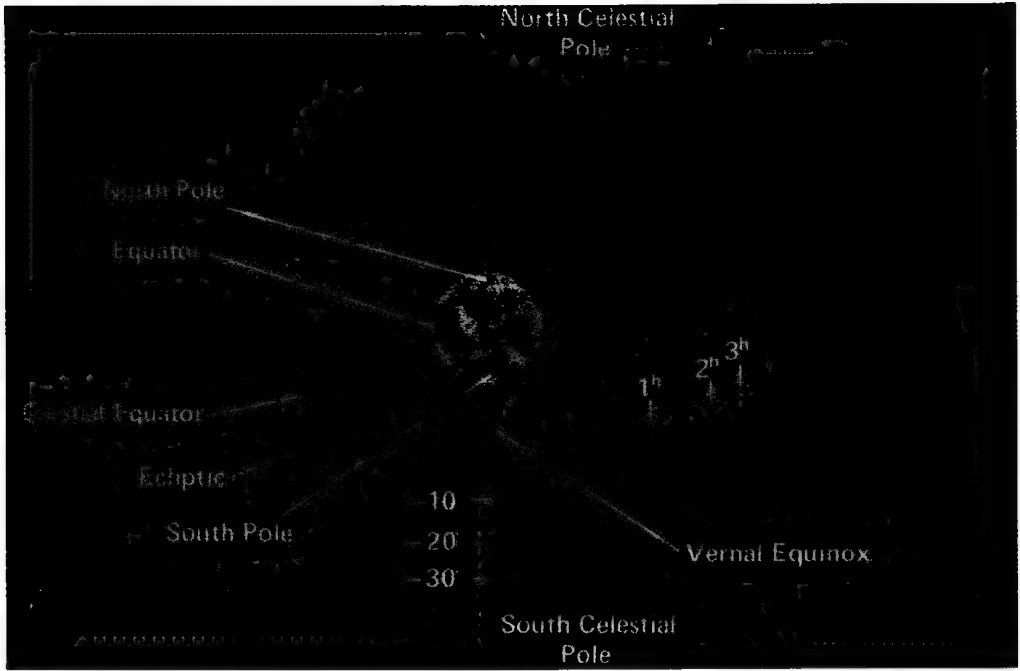 North Celestial
Pole
North Pole
Equator
3h
2h
1h
Equator
Ecliptic
-10
South Pole
-20
Vernal Equinox
-30
South Celestial
Pole